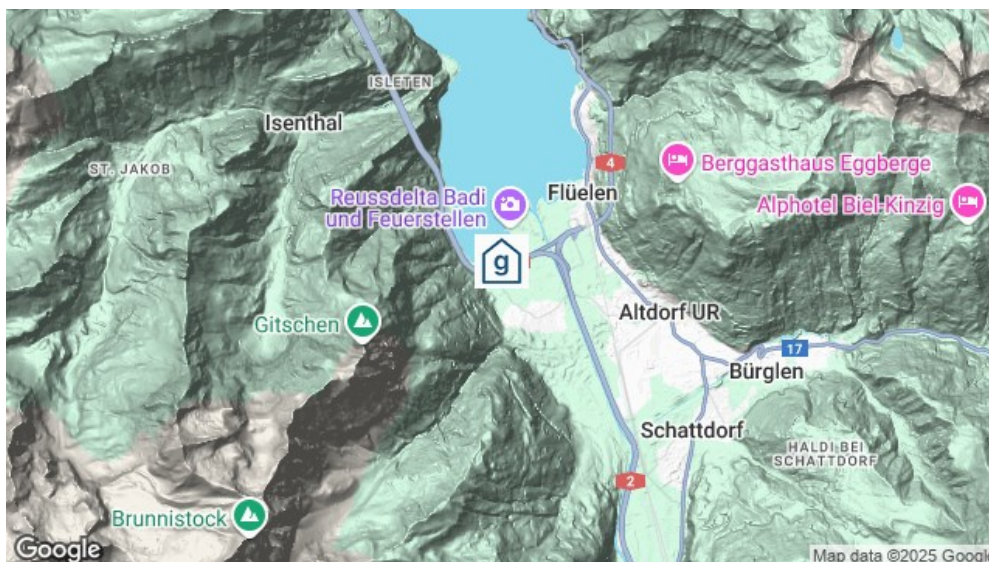 ISLETEN
Isenthal
ST. JAKOB
4
Berggasthaus Eggberge
Flüelen
Reussdelta Badi
und Feuerstellen
Alphotel Biel-Kinzig
g
Gitschen
Altdorf UR
17
Bürglen
Schattdorf
HALDI BEI
SCHATTDORF
2
Brunnistock
Google
Map data ©2025 Google